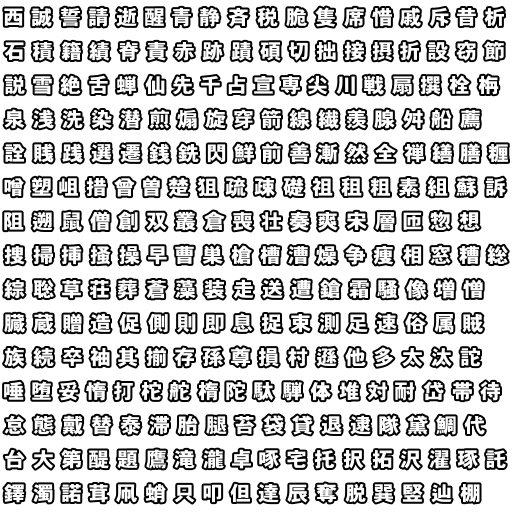 西誠誓請逝醒青静斉税脆隻席惜戚斥昔析
石積籍績脊責赤跡蹟碩切拙接摂折設窃節
説雪絶舌蝉仙先千占宣専尖川戦扇撰栓栴
泉浅洗染潜煎煽旋穿箭線繊羨腺舛船薦
詮賎践選遷銭銑閃鮮前善漸然全禅繕膳糎
噌塑岨措曾曽楚狙疏疎礎祖租粗素組蘇訴
阻遡鼠僧創双叢倉喪壮奏爽宋層匝惣想
捜掃挿掻操早曹巣槍槽漕燥争痩相窓糟総
綜聡草荘葬蒼藻装走送遭鎗霜騒像増憎
臓蔵贈造促側則即息捉束測足速俗属賊
族続卒袖其揃存孫尊損村遜他多太汰詑
唾堕妥惰打柁舵楕陀駄騨体堆対耐岱帯待
怠態戴替泰滞胎腿苔袋貸退逮隊黛鯛代
台大第醍題鷹滝瀧卓啄宅托択拓沢濯琢託
鐸濁諾茸凧蛸只叩但達辰奪脱巽竪辿棚